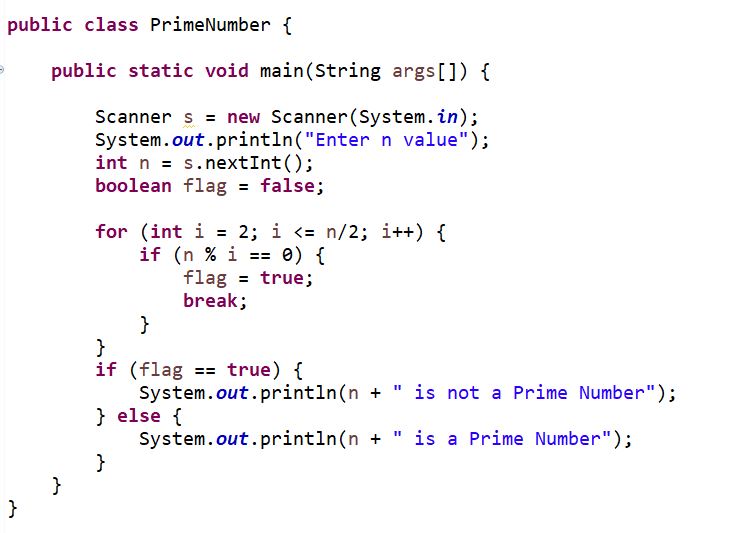 public class PrimeNumber {
public static void main(String args[]) {
Scanner s = new Scanner(System.in);
System.out.println("Enter n value");
int n = s.nextInt();
boolean flag = false;
for (int i = 2; i <= n/2; i++) {
if (n % i == 0) {
flag = true;
break;
}
}
if (flag == true) {
System.out.println(n + " is not a Prime Number");
} else {
System.out.println(n + " is a Prime Number");
}
}
}